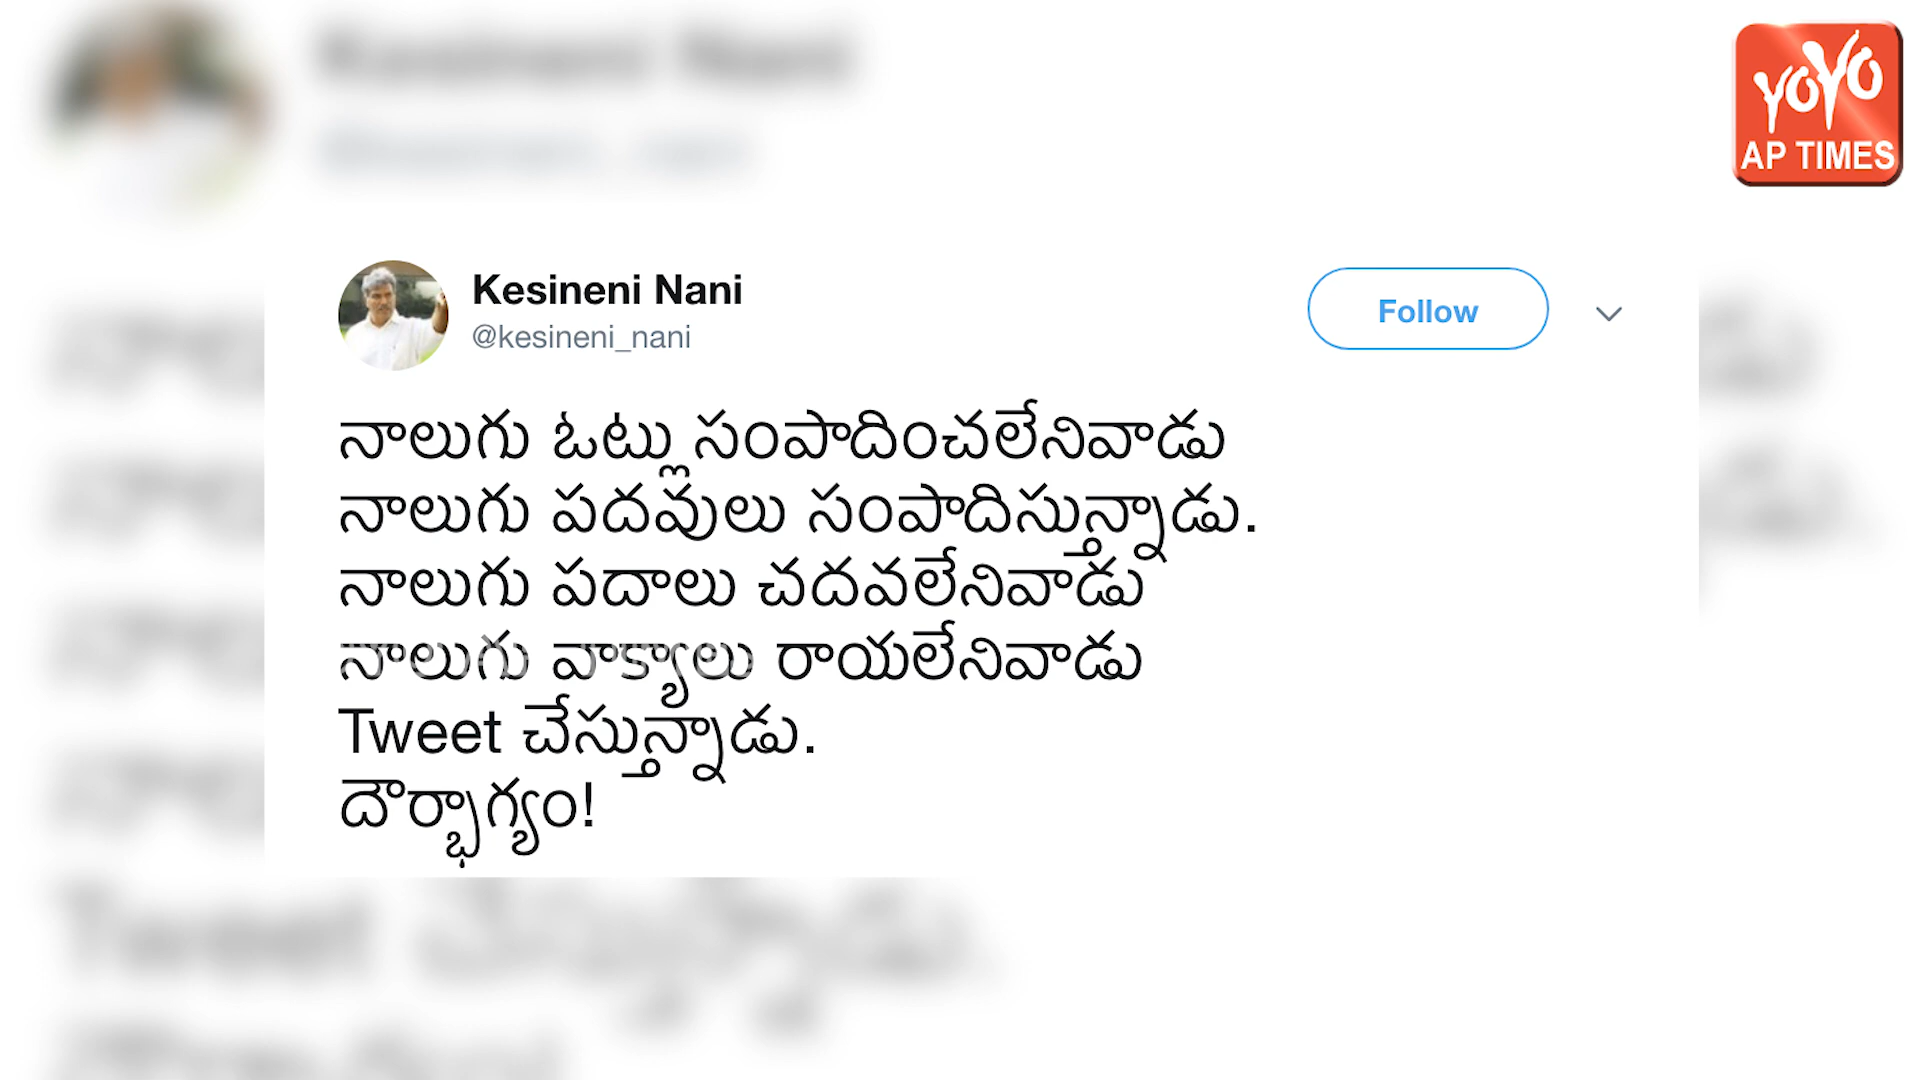 YOYO
AP TIMES
Kesineni Nani
@kesineni_nani
Follow
నాలుగు ఓట్లు సంపాదించలేనివాడు
నాలుగు పదవులు సంపాదిస్తున్నాడు.
నాలుగు పదాలు చదవలేనివాడు
నాలుగు వాక్యాలు రాయలేనివాడు
Tweet చేస్తున్నాడు.
దౌర్భాగ్యం!